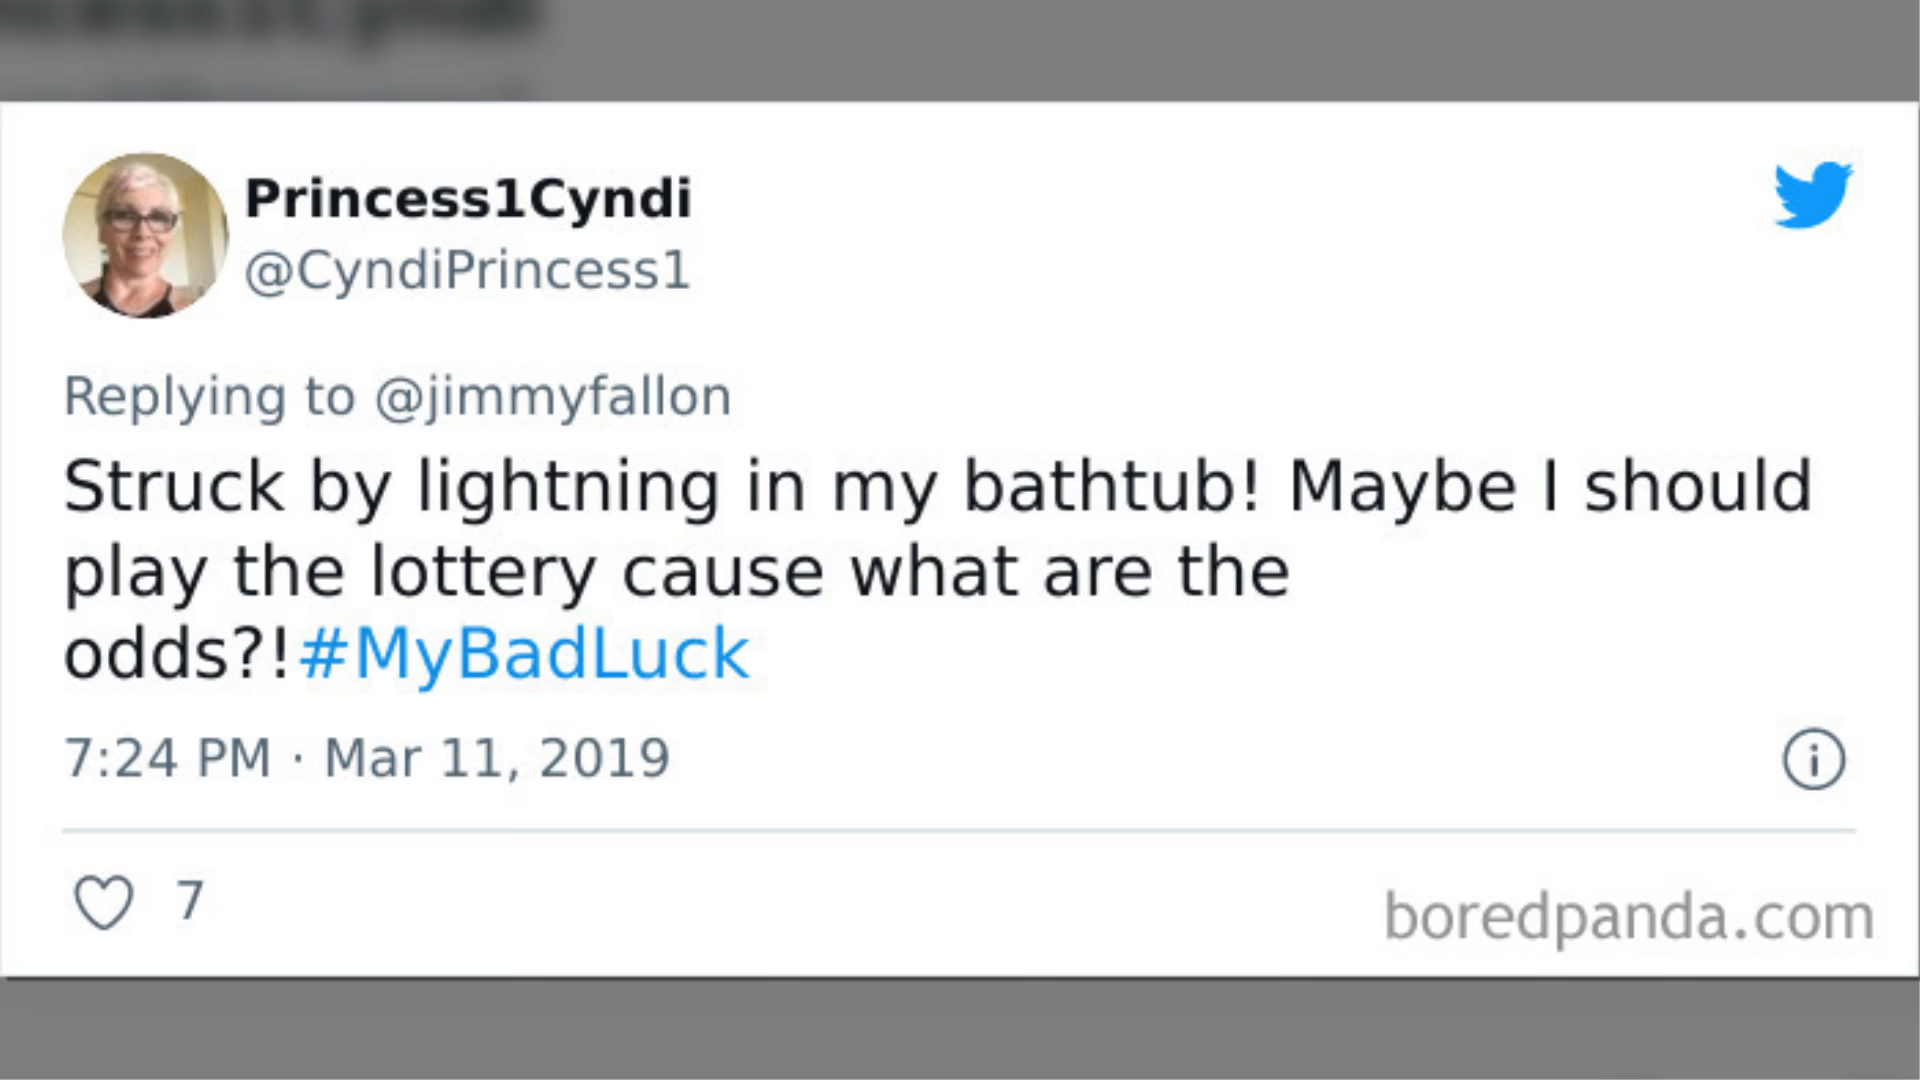 Princess1Cyndi
@CyndiPrincess1
Replying to @jimmyfallon
Struck by lightning in my bathtub! Maybe I should
play the lottery cause what are the
odds?!#MyBadLuck
7:24 PM · Mar 11, 2019
7
boredpanda.com